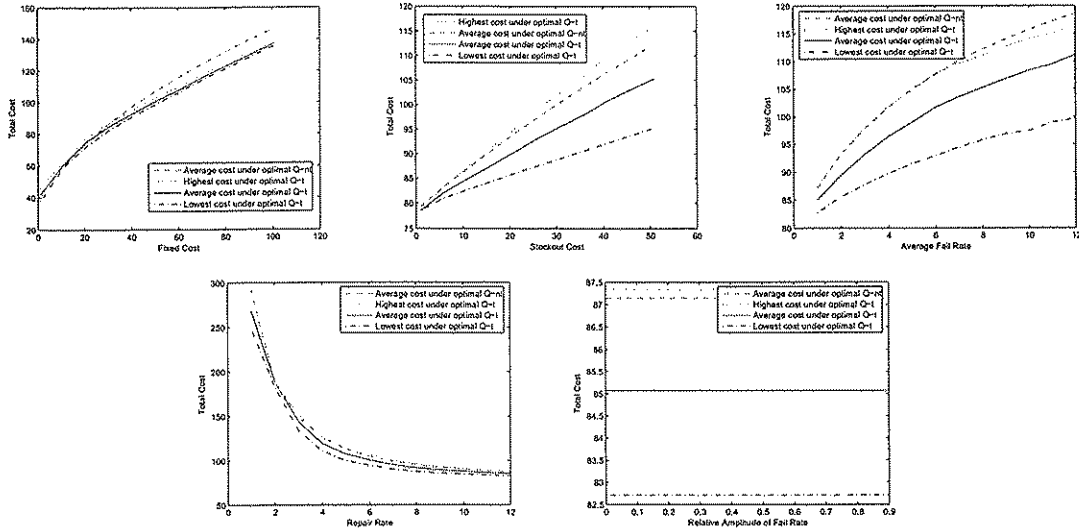 160
140
120
100
80
60
40
20
0
20
40
60
80
100
120
Total Cost
Fixed Cost
Average cost under optimal Q-nt
Highest cost under optimal Q-t
Average cost under optimal Q-t
Lowest cost under optimal Q-t
120
115
110
105
100
95
90
85
80
75
0
10
20
30
40
50
60
Total Cost
Stockout Cost
Highest cost under optimal Q-t
Average cost under optimal Q-nt
Average cost under optimal Q-t
Lowest cost under optimal Q-t
120
115
110
105
100
95
90
85
80
0
2
4
6
8
10
12
Total Cost
Average Fail Rate
Average cost under optimal Q-nt
Highest cost under optimal Q-t
Average cost under optimal Q-t
Lowest cost under optimal Q-t
300
250
200
150
100
50
0
2
4
6
8
10
12
Total Cost
Repair Rate
Average cost under optimal Q-nt
Highest cost under optimal Q-t
Average cost under optimal Q-t
Lowest cost under optimal Q-t
87.5
87
86.5
86
85.5
85
84.5
84
83.5
83
82.5
0
0.1
0.2
0.3
0.4
0.5
0.6
0.7
0.8
0.9
Total Cost
Relative Amplitude of Fail Rate
Average cost under optimal Q-nt
Highest cost under optimal Q-t
Average cost under optimal Q-t
Lowest cost under optimal Q-t